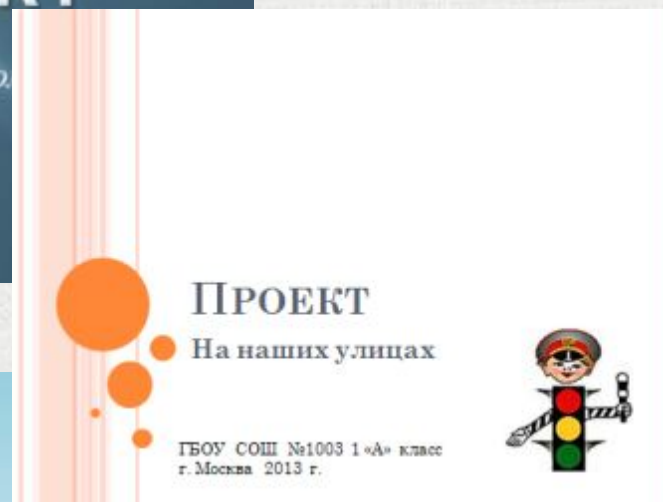 ПРОЕКТ
На наших улицах
ГБОУ СОШ №1003 1 «А» класс
г. Москва 2013 г.